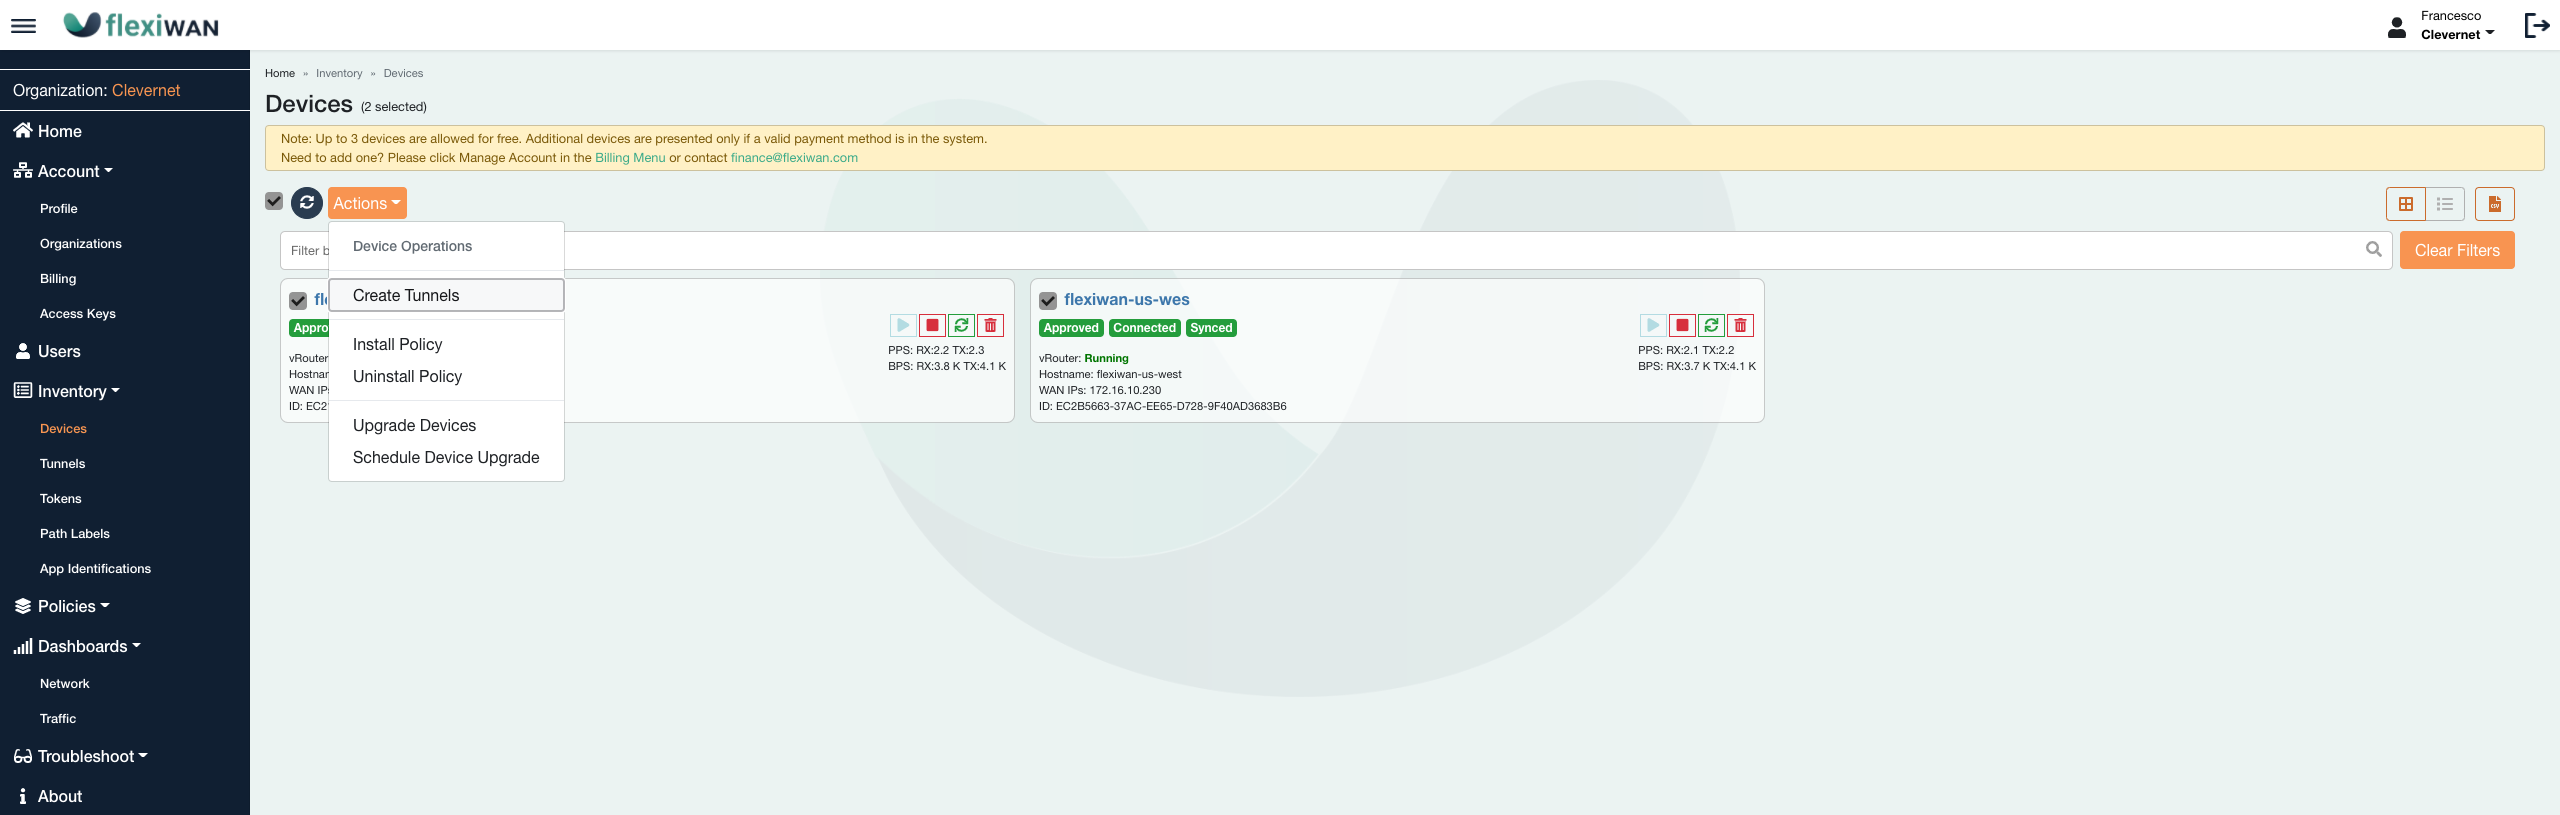 flexiWAN
Francesco
Clevernet
Organization: Clevernet
Home
Account
Profile
Organizations
Billing
Access Keys
Users
Inventory
Devices
Tunnels
Tokens
Path Labels
App Identifications
Policies
Dashboards
Network
Traffic
Troubleshoot
About
Home » Inventory » Devices
Devices (2 selected)
Note: Up to 3 devices are allowed for free. Additional devices are presented only if a valid payment method is in the system.
Need to add one? Please click Manage Account in the Billing Menu or contact finance@flexiwan.com
Actions
CSV
Filter b
Clear Filters
Device Operations
Create Tunnels
Install Policy
Uninstall Policy
Upgrade Devices
Schedule Device Upgrade
fl
Appro
vRouter
Hostnar
WAN IPs
ID: EC2
PPS: RX:2.2 TX:2.3
BPS: RX:3.8 K TX:4.1 K
flexiwan-us-wes
Approved Connected Synced
vRouter: Running
Hostname: flexiwan-us-west
WAN IPs: 172.16.10.230
ID: EC2B5663-37AC-EE65-D728-9F40AD3683B6
PPS: RX:2.1 TX:2.2
BPS: RX:3.7 K TX:4.1 K